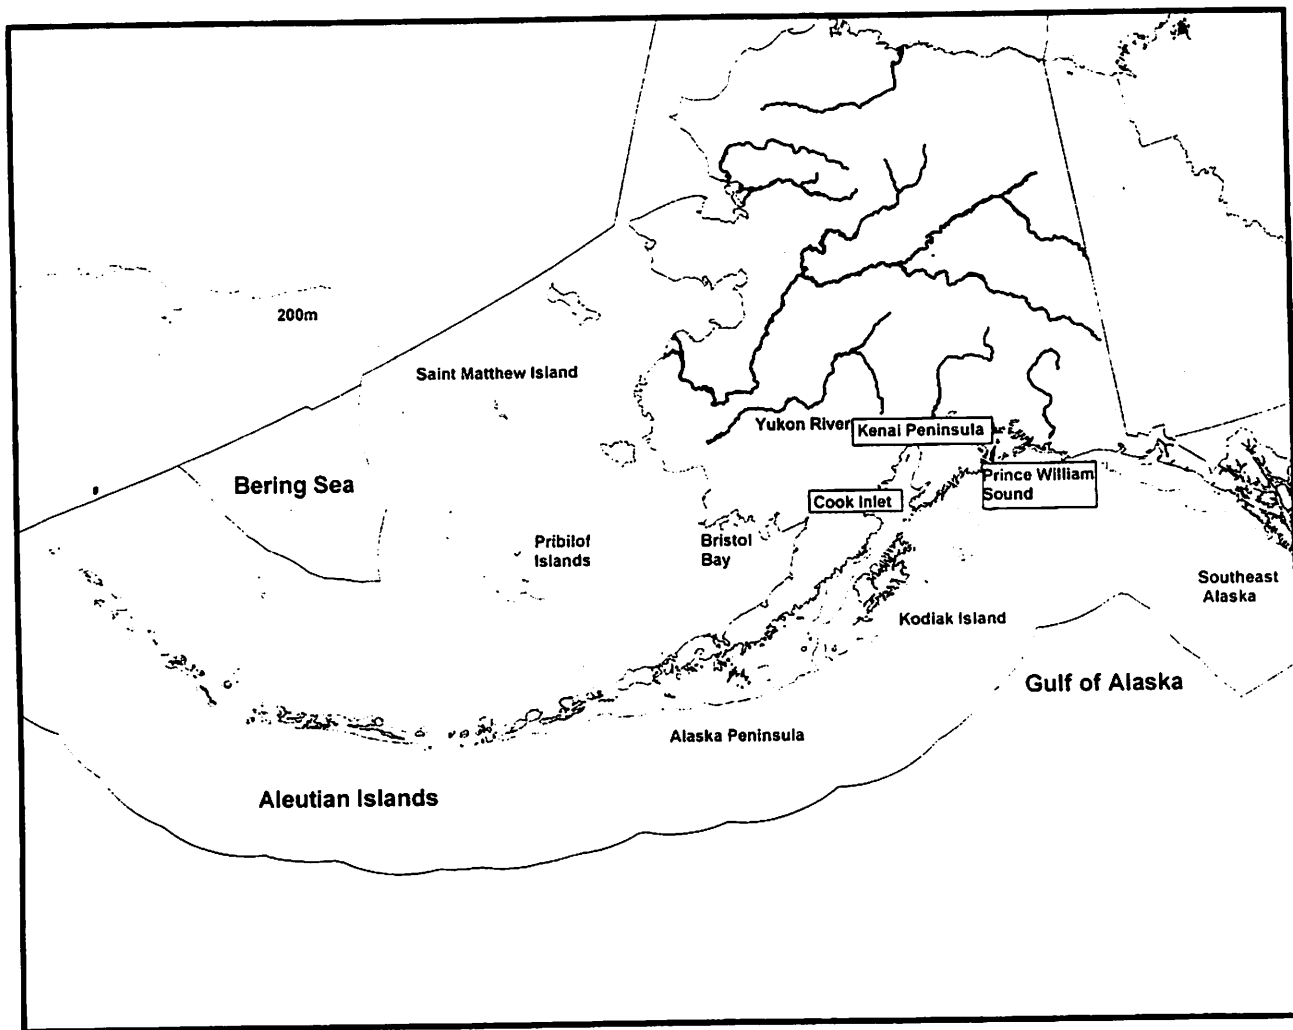 200m
Saint Matthew Island
Yukon River
Kenai Peninsula
Bering Sea
Prince William
Sound
Cook Inlet
Pribilof
Islands
Bristol
Bay
Southeast
Alaska
Kodiak Island
Gulf of Alaska
Alaska Peninsula
Aleutian Islands